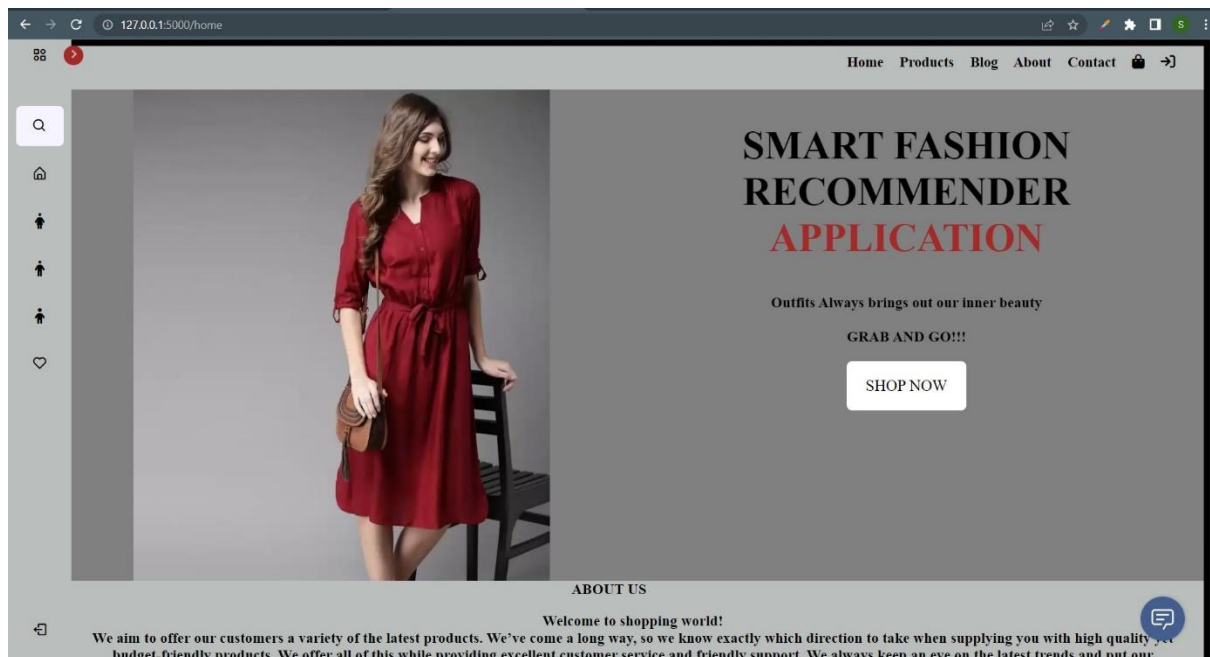 127.0.0.1:5000/home
S
Home Products Blog About Contact
SMART FASHION
RECOMMENDER
APPLICATION
Outfits Always brings out our inner beauty
GRAB AND GO!!!
SHOP NOW
ABOUT US
Welcome to shopping world!
We aim to offer our customers a variety of the latest products. We've come a long way, so we know exactly which direction to take when supplying you with high quality yet
budget-friendly products. We offer all of this while providing excellent customer service and friendly support. We always keep an eye on the latest trends and put our